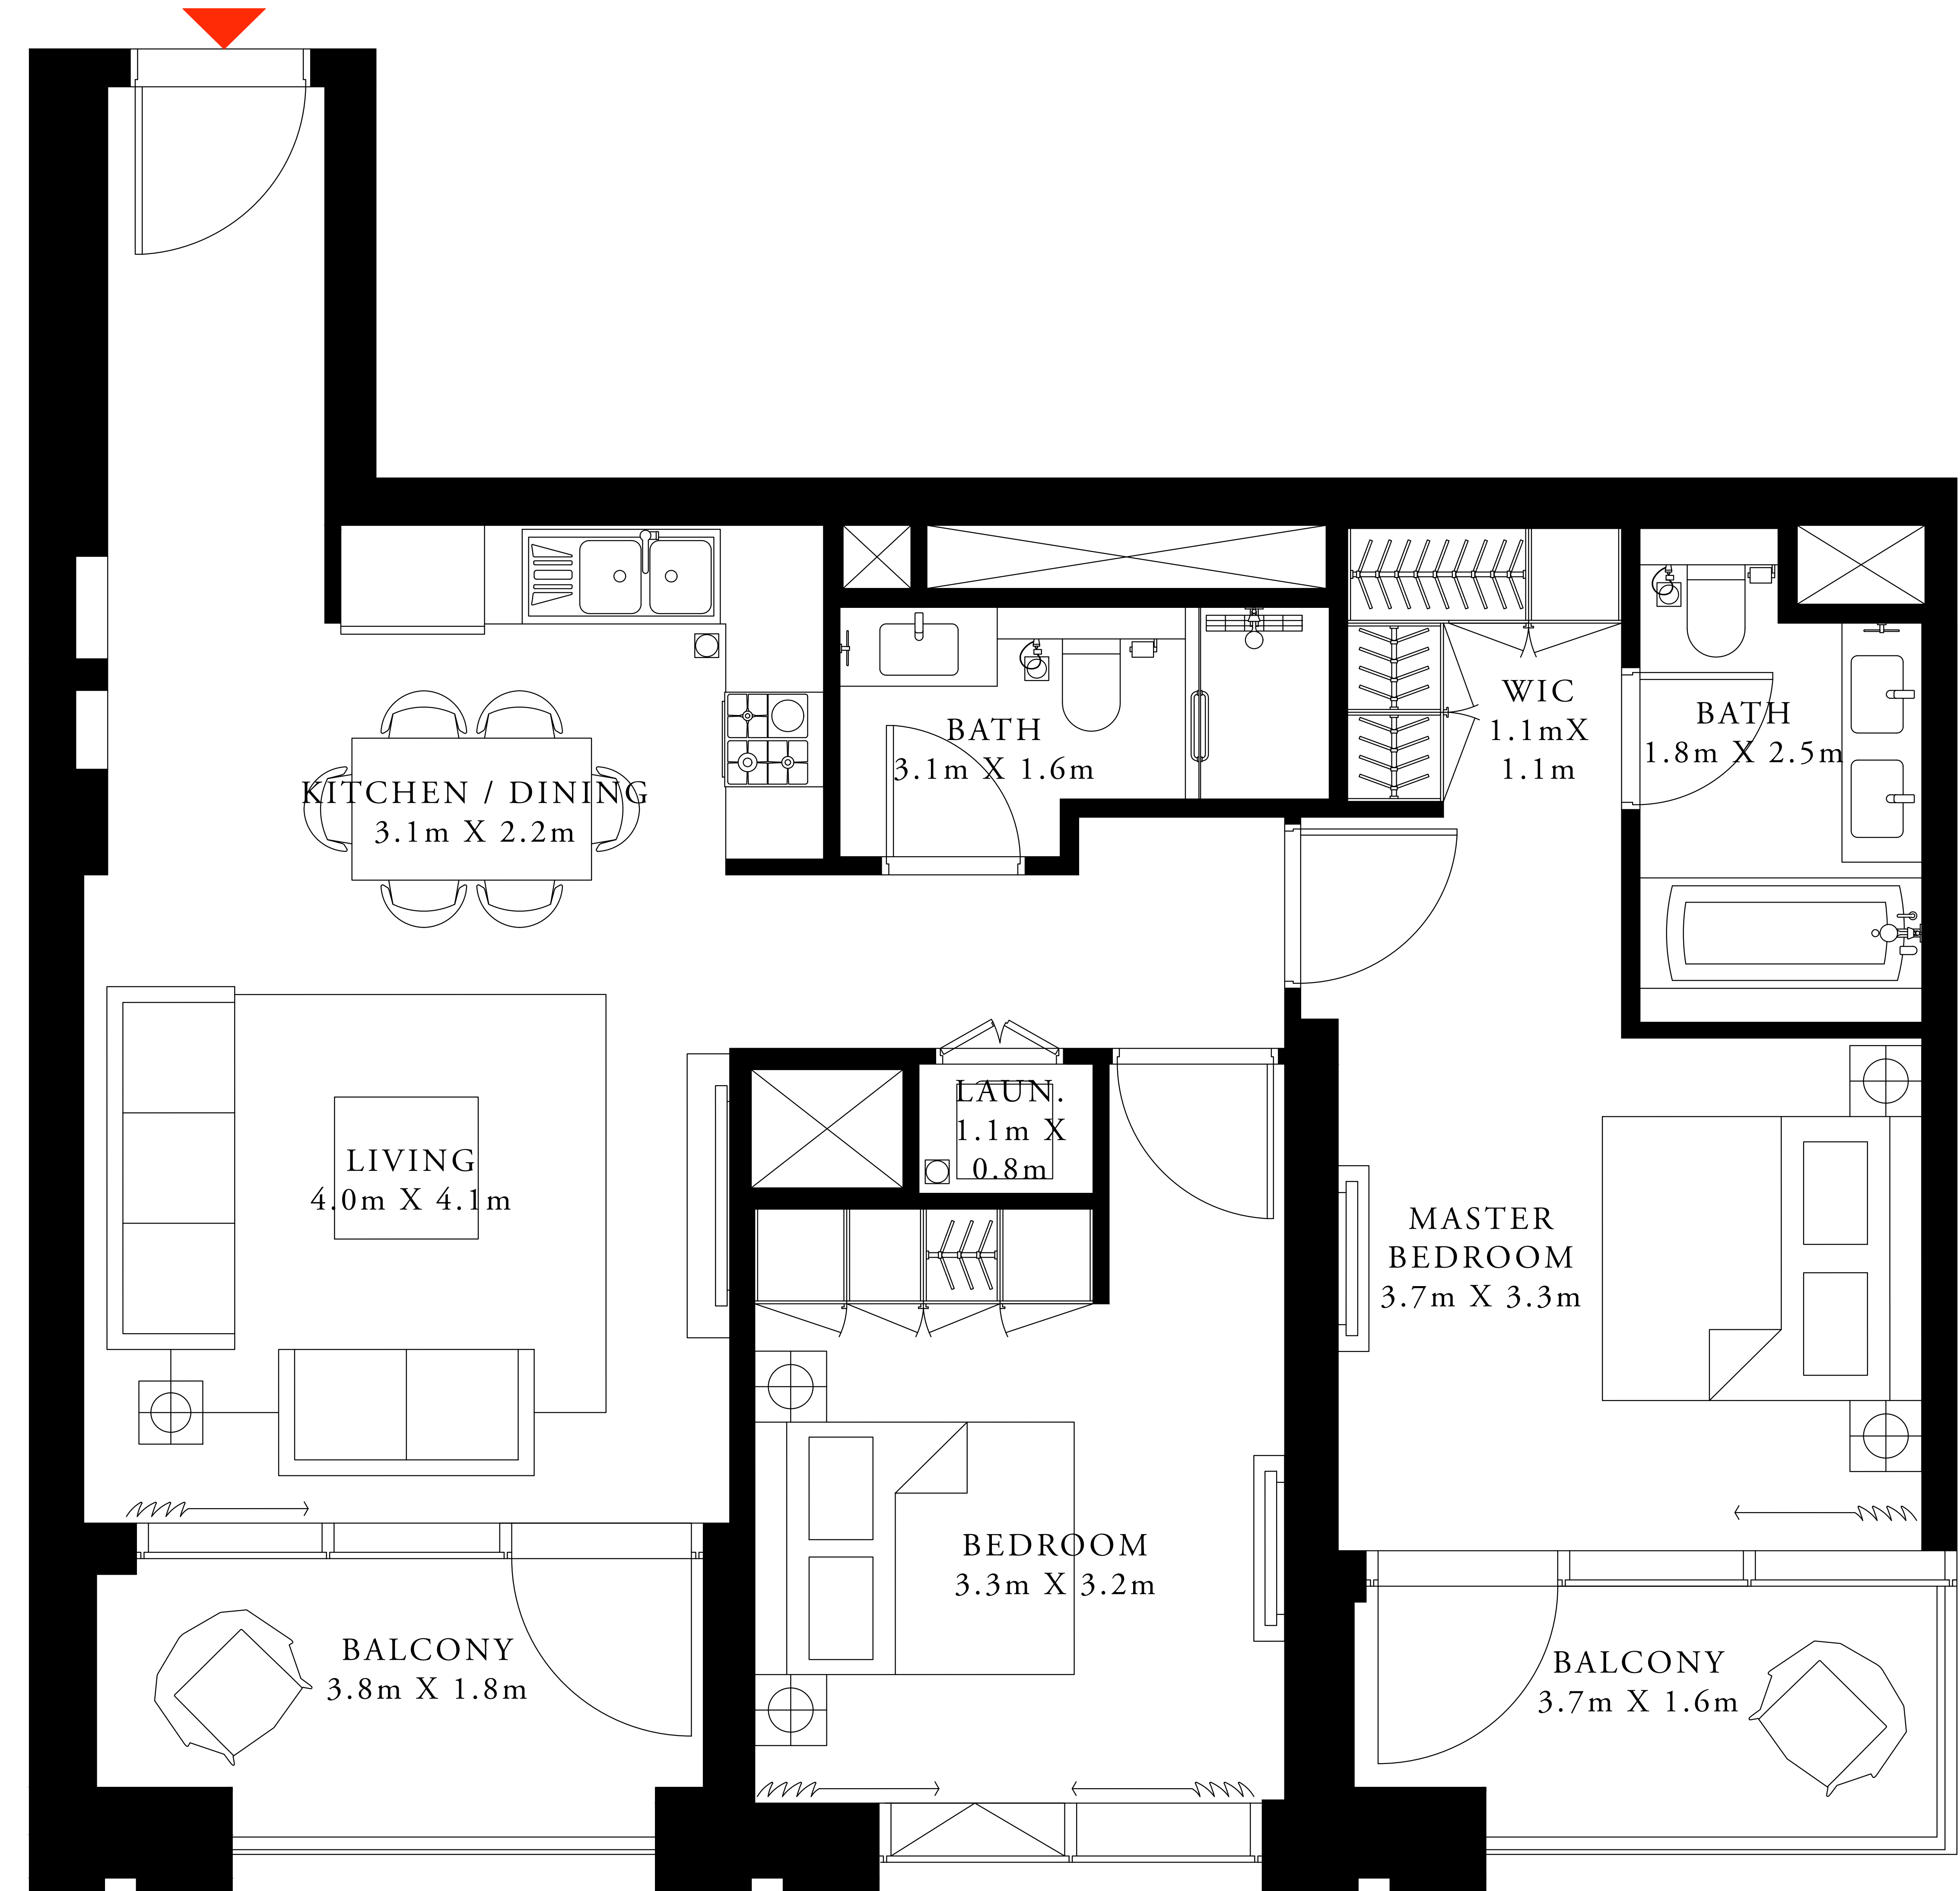 KITCHEN / DINING
3.1m X 2.2m
BATH
3.1m X 1.6m
WIC
1.1mX
1.1m
BATH
1.8m X 2.5m
LIVING
4.0m X 4.1m
LAUN.
1.1m X
0.8m
MASTER
BEDROOM
3.7m X 3.3m
BEDROOM
3.3m X 3.2m
BALCONY
3.8m X 1.8m
BALCONY
3.7m X 1.6m